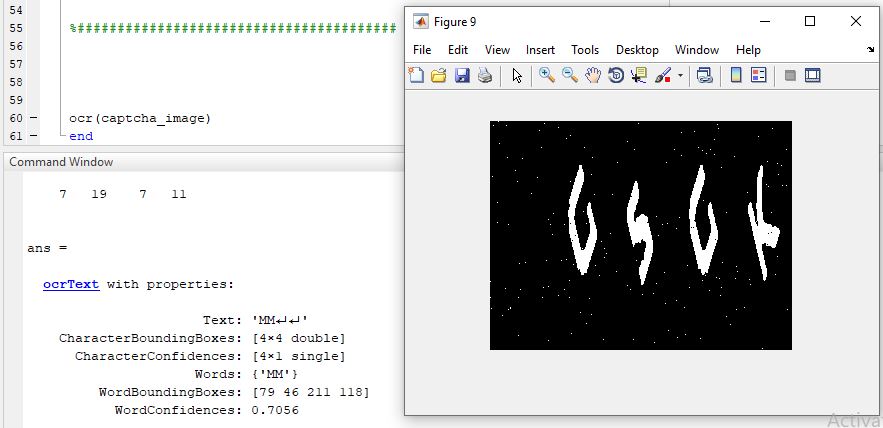 54
55 %########################################
56
57
58
59
60 – ocr(captcha_image)
61 – end
Command Window
7 19 7 11
ans =
ocrText with properties:
Text: 'MM↵↵'
CharacterBoundingBoxes: [4×4 double]
CharacterConfidences: [4×1 single]
Words: {'MM'}
WordBoundingBoxes: [79 46 211 118]
WordConfidences: 0.7056
Figure 9
File Edit View Insert Tools Desktop Window Help
Activa